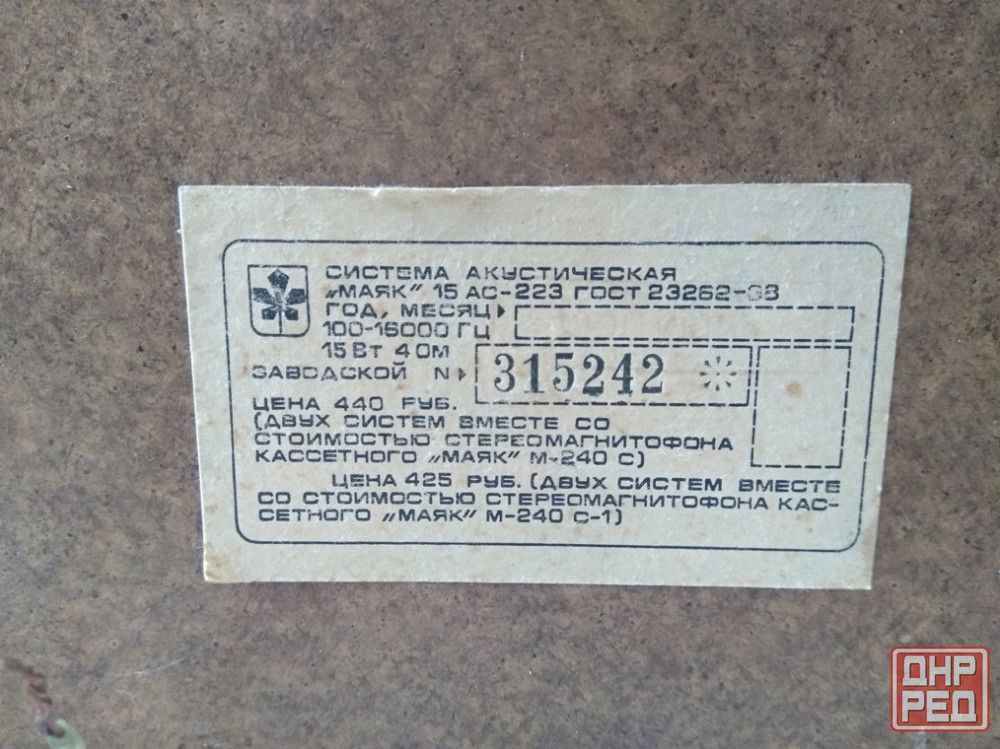 СИСТЕМА АКУСТИЧЕСКАЯ
„МАЯК" 15 АС-223 ГОСТ 23262-88
ГОД, МЕСЯЦ
100-16000 ГЦ
15 Вт 4 ОМ
ЗАВОДСКОЙ N 315242
ЦЕНА 440 РУБ.
(ДВУХ СИСТЕМ ВМЕСТЕ СО
СТОИМОСТЬЮ СТЕРЕОМАГНИТОФОНА
КАССЕТНОГО „МАЯК" М-240 С)
ЦЕНА 425 РУБ. (ДВУХ СИСТЕМ ВМЕСТЕ
СО СТОИМОСТЬЮ СТЕРЕОМАГНИТОФОНА КАС-
СЕТНОГО „МАЯК" М-240 С-1)
ДНР
РЕД